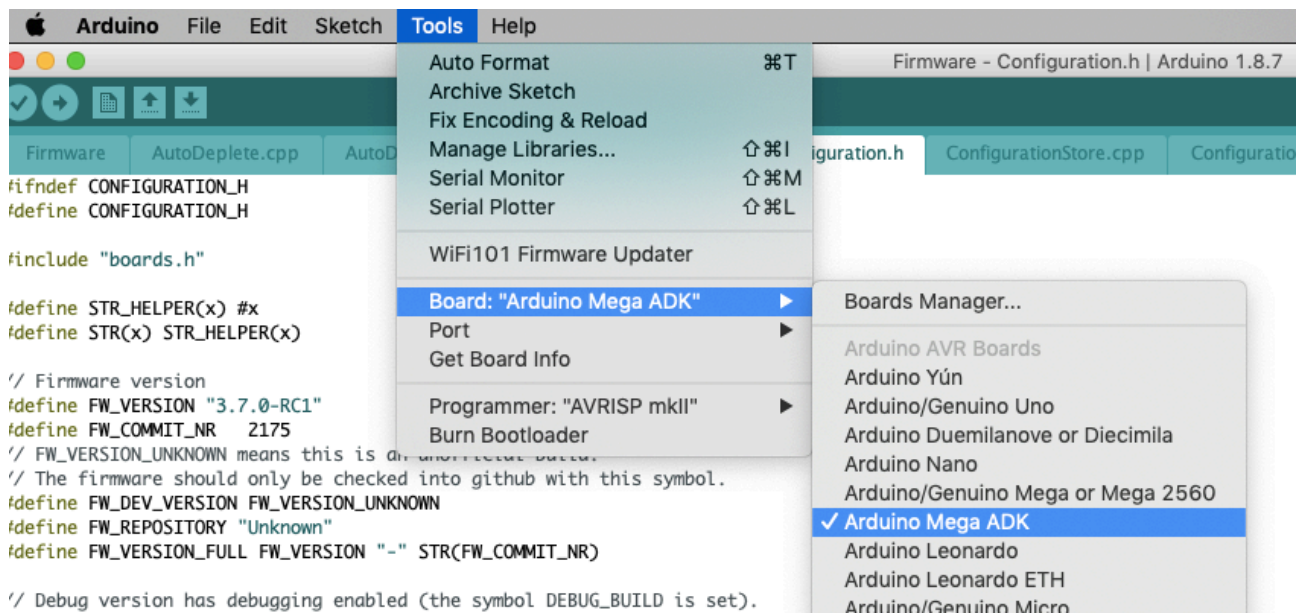 Arduino File Edit Sketch Tools Help
Firmware - Configuration.h | Arduino 1.8.7
Firmware AutoDeplete.cpp AutoD iguration.h ConfigurationStore.cpp Configuratio
Auto Format ⌘T
Archive Sketch
Fix Encoding & Reload
Manage Libraries... ⇧⌘I
Serial Monitor ⇧⌘M
Serial Plotter ⇧⌘L
WiFi101 Firmware Updater
Board: "Arduino Mega ADK"
Port
Get Board Info
Programmer: "AVRISP mkII"
Burn Bootloader
Boards Manager...
Arduino AVR Boards
Arduino Yún
Arduino/Genuino Uno
Arduino Duemilanove or Diecimila
Arduino Nano
Arduino/Genuino Mega or Mega 2560
✓ Arduino Mega ADK
Arduino Leonardo
Arduino Leonardo ETH
Arduino/Genuino Micro
#ifndef CONFIGURATION_H
#define CONFIGURATION_H
#include "boards.h"
#define STR_HELPER(x) #x
#define STR(x) STR_HELPER(x)
// Firmware version
#define FW_VERSION "3.7.0-RC1"
#define FW_COMMIT_NR 2175
// FW_VERSION_UNKNOWN means this is an unofficial build.
// The firmware should only be checked into github with this symbol.
#define FW_DEV_VERSION FW_VERSION_UNKNOWN
#define FW_REPOSITORY "Unknown"
#define FW_VERSION_FULL FW_VERSION "-" STR(FW_COMMIT_NR)
// Debug version has debugging enabled (the symbol DEBUG_BUILD is set).